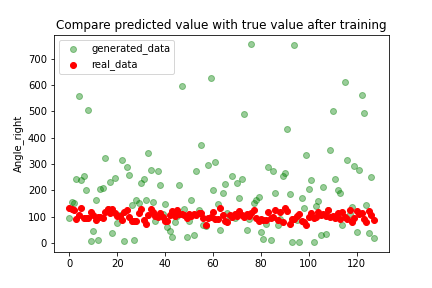 Compare predicted value with true value after training
generated_data
real_data
Angle_right
700
600
500
400
300
200
100
0
0 20 40 60 80 100 120